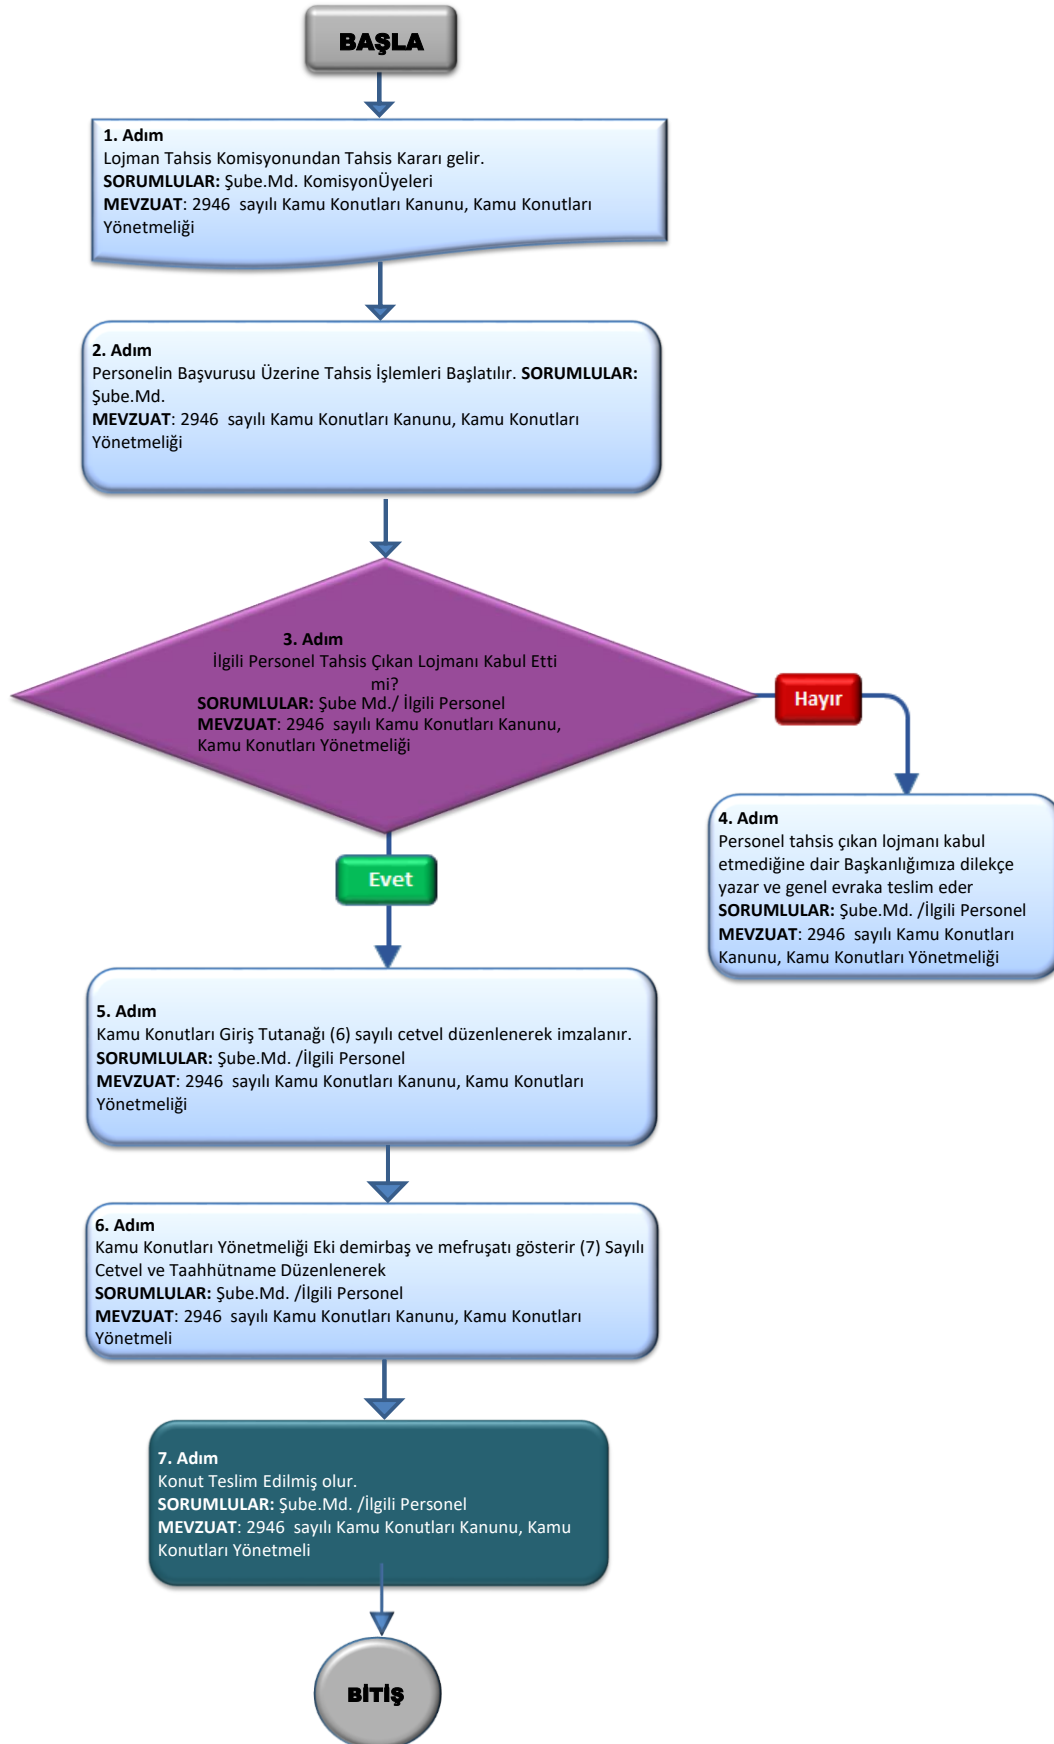 BAŞLA
1. Adım
Lojman Tahsis Komisyonundan Tahsis Kararı gelir.
SORUMLULAR: Şube.Md. KomisyonÜyeleri
MEVZUAT: 2946 sayılı Kamu Konutları Kanunu, Kamu Konutları
Yönetmeliği
2. Adım
Personelin Başvurusu Üzerine Tahsis İşlemleri Başlatılır. SORUMLULAR:
Şube.Md.
MEVZUAT: 2946 sayılı Kamu Konutları Kanunu, Kamu Konutları
Yönetmeliği
3. Adım
İlgili Personel Tahsis Çıkan Lojmanı Kabul Etti
mi?
SORUMLULAR: Şube Md./ İlgili Personel
MEVZUAT: 2946 sayılı Kamu Konutları Kanunu,
Kamu Konutları Yönetmeliği
Hayır
4. Adım
Personel tahsis çıkan lojmanı kabul
etmediğine dair Başkanlığımıza dilekçe
yazar ve genel evraka teslim eder
SORUMLULAR: Şube.Md. /İlgili Personel
MEVZUAT: 2946 sayılı Kamu Konutları
Kanunu, Kamu Konutları Yönetmeliği
Evet
5. Adım
Kamu Konutları Giriş Tutanağı (6) sayılı cetvel düzenlenerek imzalanır.
SORUMLULAR: Şube.Md. /İlgili Personel
MEVZUAT: 2946 sayılı Kamu Konutları Kanunu, Kamu Konutları
Yönetmeliği
6. Adım
Kamu Konutları Yönetmeliği Eki demirbaş ve mefruşatı gösterir (7) Sayılı
Cetvel ve Taahhütname Düzenlenerek
SORUMLULAR: Şube.Md. /İlgili Personel
MEVZUAT: 2946 sayılı Kamu Konutları Kanunu, Kamu Konutları
Yönetmeli
7. Adım
Konut Teslim Edilmiş olur.
SORUMLULAR: Şube.Md. /İlgili Personel
MEVZUAT: 2946 sayılı Kamu Konutları Kanunu, Kamu
Konutları Yönetmeli
BİTİŞ